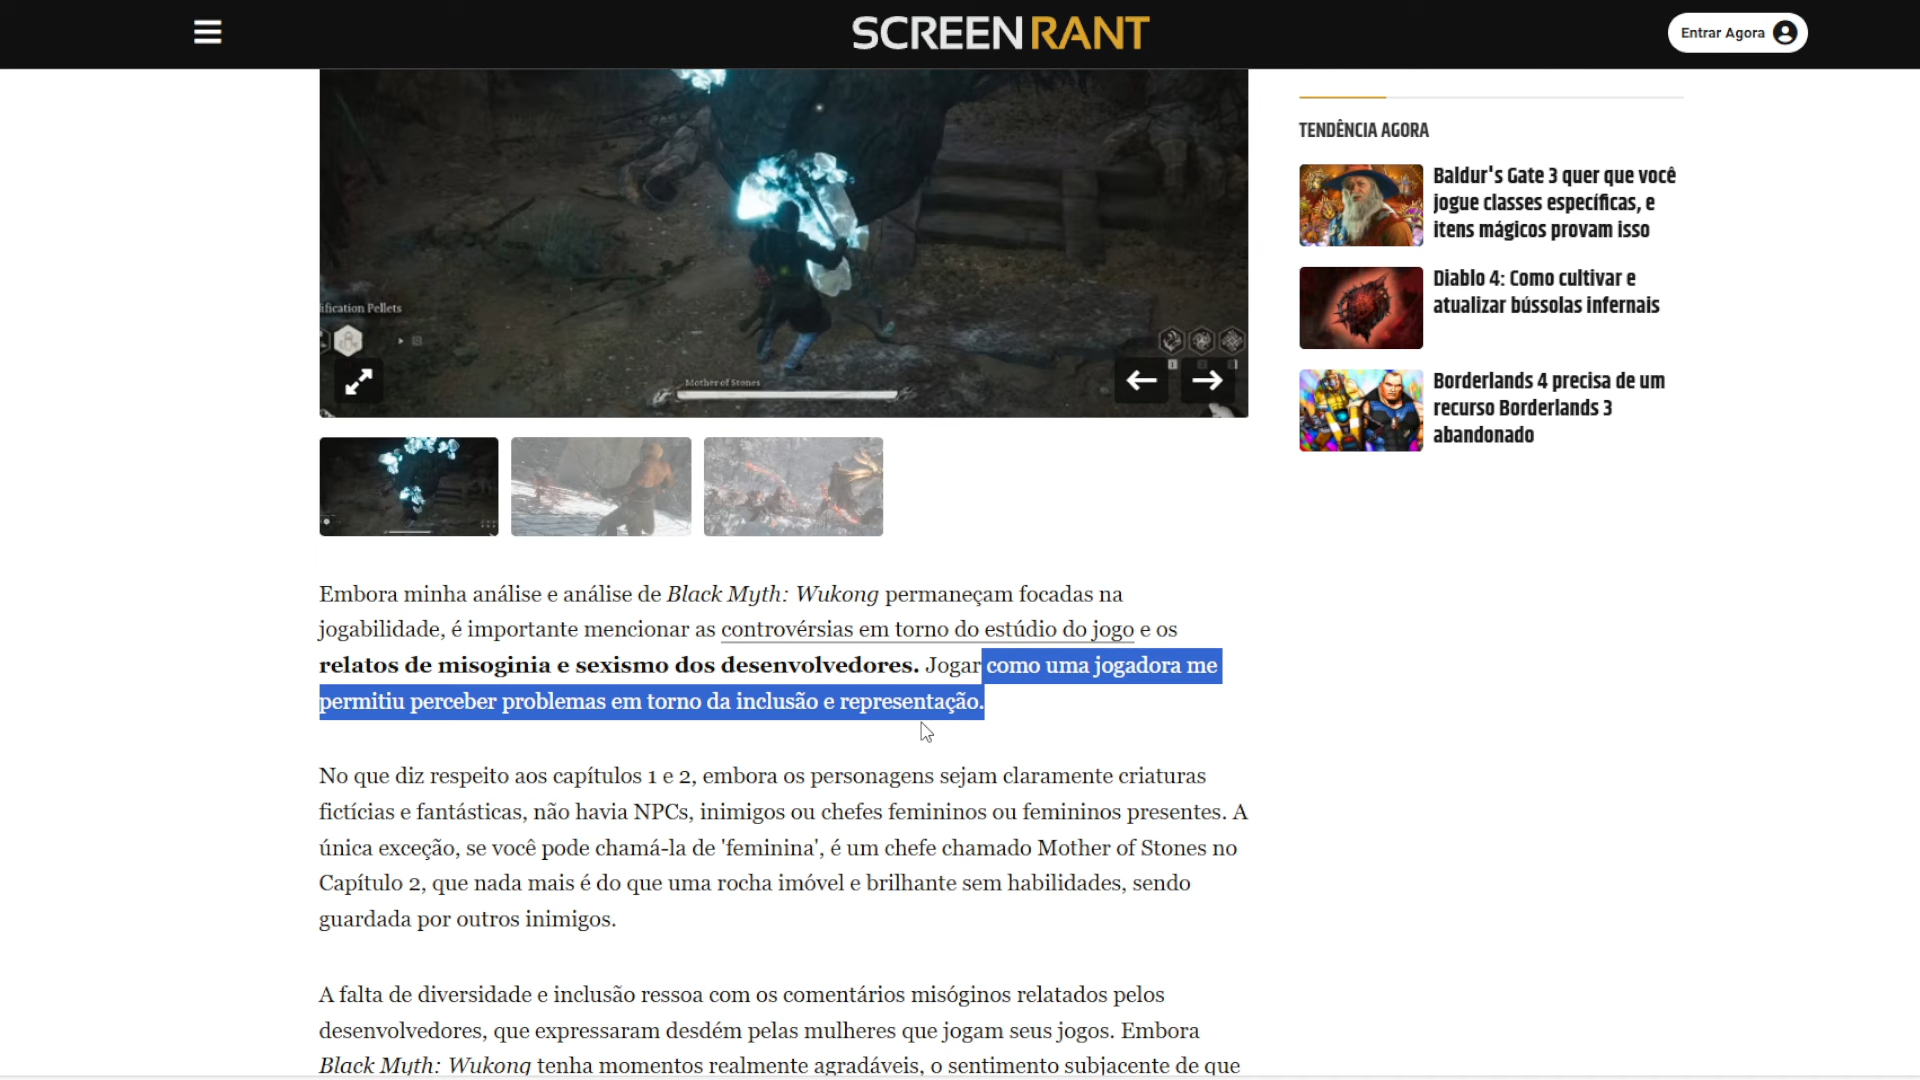 SCREENRANT
Entrar Agora
ification Pellets
Mother of Stones
TENDÊNCIA AGORA
Baldur's Gate 3 quer que você
jogue classes específicas, e
itens mágicos provam isso
Diablo 4: Como cultivar e
atualizar bússolas infernais
Borderlands 4 precisa de um
recurso Borderlands 3
abandonado
Embora minha análise e análise de Black Myth: Wukong permaneçam focadas na
jogabilidade, é importante mencionar as controvérsias em torno do estúdio do jogo e os
relatos de misoginia e sexismo dos desenvolvedores. Jogar como uma jogadora me
permitiu perceber problemas em torno da inclusão e representação.
No que diz respeito aos capítulos 1 e 2, embora os personagens sejam claramente criaturas
fictícias e fantásticas, não havia NPCs, inimigos ou chefes femininos ou femininos presentes. A
única exceção, se você pode chamá-la de 'feminina', é um chefe chamado Mother of Stones no
Capítulo 2, que nada mais é do que uma rocha imóvel e brilhante sem habilidades, sendo
guardada por outros inimigos.
A falta de diversidade e inclusão ressoa com os comentários misóginos relatados pelos
desenvolvedores, que expressaram desdém pelas mulheres que jogam seus jogos. Embora
Black Myth: Wukong tenha momentos realmente agradáveis, o sentimento subjacente de que